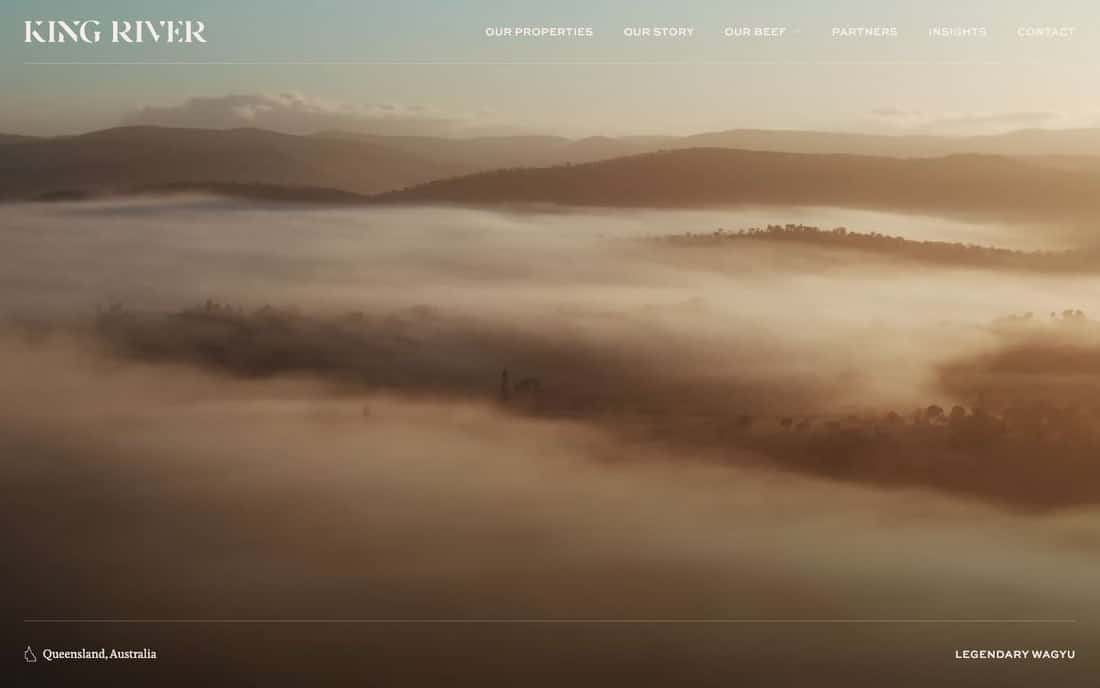 KING RIVER
OUR PROPERTIES
OUR STORY
OUR BEEF
PARTNERS
INSIGHTS
CONTACT
Queensland, Australia
LEGENDARY WAGYU